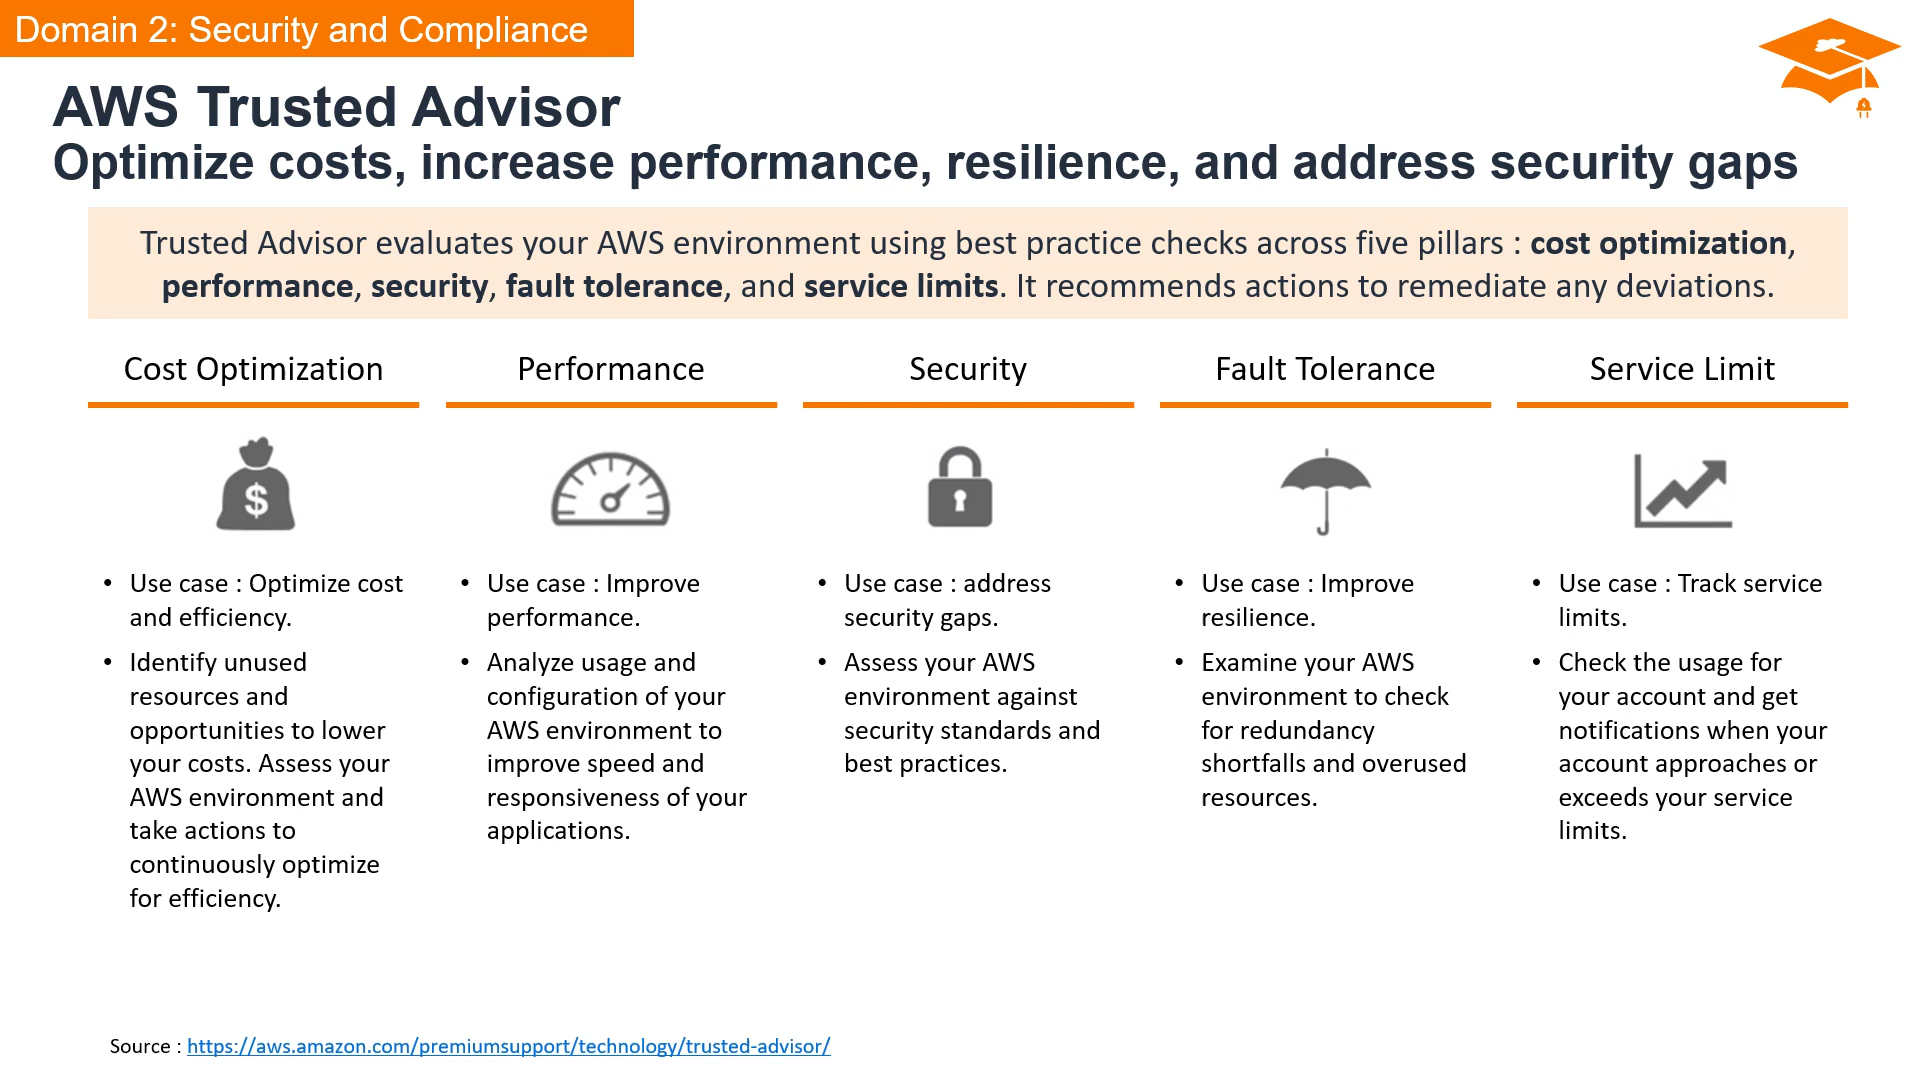 Domain 2: Security and Compliance
AWS Trusted Advisor
Optimize costs, increase performance, resilience, and address security gaps
Trusted Advisor evaluates your AWS environment using best practice checks across five pillars : cost optimization,
performance, security, fault tolerance, and service limits. It recommends actions to remediate any deviations.
Cost Optimization
$
• Use case : Optimize cost
and efficiency.
• Identify unused
resources and
opportunities to lower
your costs. Assess your
AWS environment and
take actions to
continuously optimize
for efficiency.
Performance
• Use case : Improve
performance.
• Analyze usage and
configuration of your
AWS environment to
improve speed and
responsiveness of your
applications.
Security
• Use case : address
security gaps.
• Assess your AWS
environment against
security standards and
best practices.
Fault Tolerance
• Use case : Improve
resilience.
• Examine your AWS
environment to check
for redundancy
shortfalls and overused
resources.
Service Limit
• Use case : Track service
limits.
• Check the usage for
your account and get
notifications when your
account approaches or
exceeds your service
limits.
Source : https://aws.amazon.com/premiumsupport/technology/trusted-advisor/